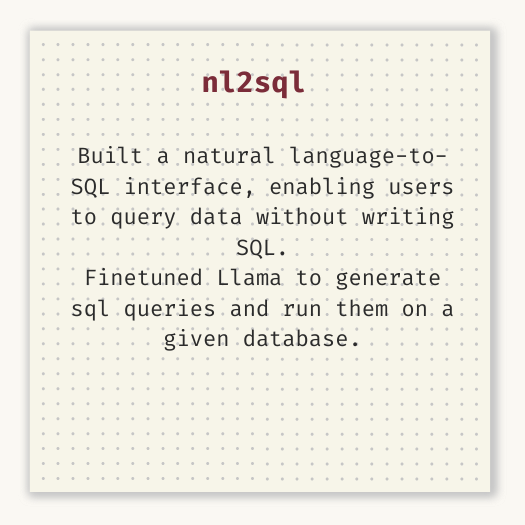 nl2sql
Built a natural language-to-
SQL interface, enabling users
to query data without writing
SQL.
Finetuned Llama to generate
sql queries and run them on a
given database.